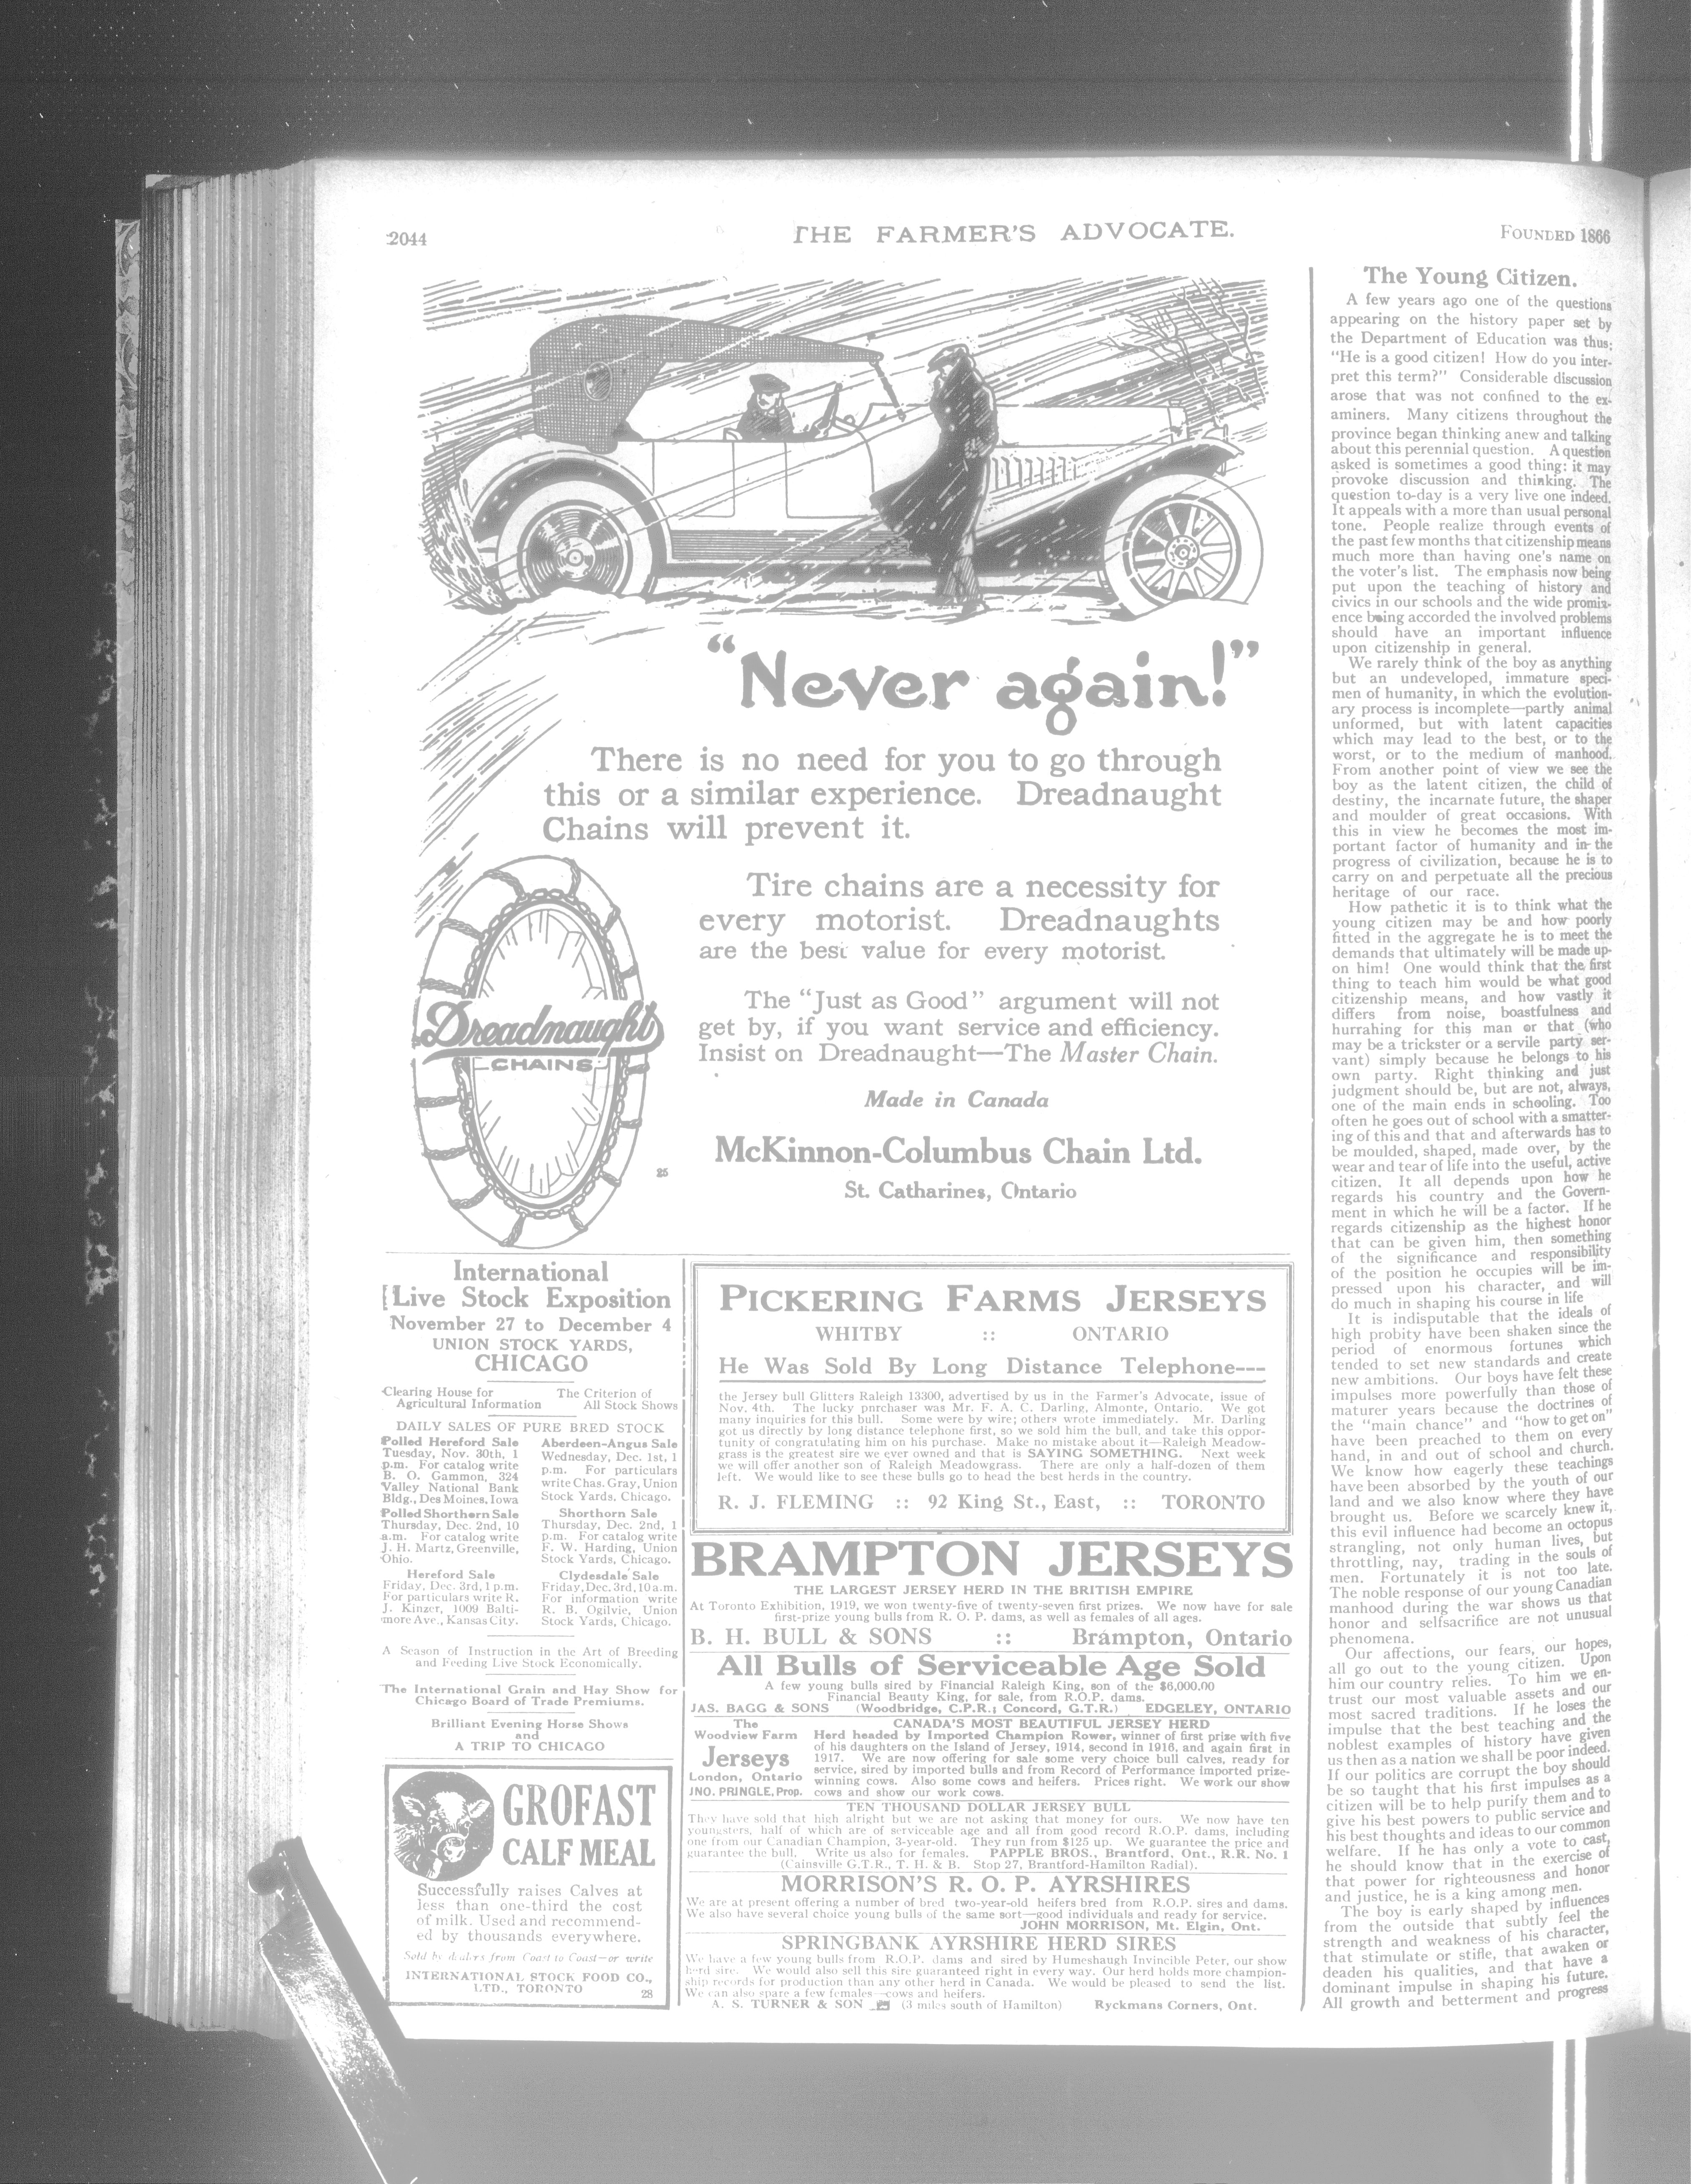 2044
THE FARMER'S ADVOCATE.
FOUNDED 1866
"Never again!"
There is no need for you to go through
this or a similar experience. Dreadnaught
Chains will prevent it.
Tire chains are a necessity for
every motorist. Dreadnaughts
are the best value for every motorist.
The "Just as Good" argument will not
get by, if you want service and efficiency.
Insist on Dreadnaught—The Master Chain.
Made in Canada
McKinnon-Columbus Chain Ltd.
St. Catharines, Ontario
Dreadnaught
CHAINS
25
International
Live Stock Exposition
November 27 to December 4
UNION STOCK YARDS,
CHICAGO
Clearing House for
Agricultural Information
The Criterion of
All Stock Shows
DAILY SALES OF PURE BRED STOCK
Polled Hereford Sale
Tuesday, Nov. 30th, 1
p.m. For catalog write
B. O. Gammon, 324
Valley National Bank
Bldg., Des Moines, Iowa
Aberdeen-Angus Sale
Wednesday, Dec. 1st, 1
p.m. For particulars
write Chas. Gray, Union
Stock Yards, Chicago.
Polled Shorthorn Sale
Thursday, Dec. 2nd, 10
a.m. For catalog write
J. H. Martz, Greenville,
Ohio.
Shorthorn Sale
Thursday, Dec. 2nd, 1
p.m. For catalog write
F. W. Harding, Union
Stock Yards, Chicago.
Hereford Sale
Friday, Dec. 3rd, 1 p.m.
For particulars write R.
J. Kinzer, 1009 Balti-
more Ave., Kansas City.
Clydesdale Sale
Friday, Dec. 3rd, 10 a.m.
For information write
R. B. Ogilvie, Union
Stock Yards, Chicago.
A Season of Instruction in the Art of Breeding
and Feeding Live Stock Economically.
The International Grain and Hay Show for
Chicago Board of Trade Premiums.
Brilliant Evening Horse Shows
and
A TRIP TO CHICAGO
GROFAST
CALF MEAL
Successfully raises Calves at
less than one-third the cost
of milk. Used and recommend-
ed by thousands everywhere.
Sold by dealers from Coast to Coast—or write
INTERNATIONAL STOCK FOOD CO.,
LTD., TORONTO 28
PICKERING FARMS JERSEYS
WHITBY :: ONTARIO
He Was Sold By Long Distance Telephone---
the Jersey bull Glitters Raleigh 13300, advertised by us in the Farmer's Advocate, issue of
Nov. 4th. The lucky pnrchaser was Mr. F. A. C. Darling, Almonte, Ontario. We got
many inquiries for this bull. Some were by wire; others wrote immediately. Mr. Darling
got us directly by long distance telephone first, so we sold him the bull, and take this oppor-
tunity of congratulating him on his purchase. Make no mistake about it—Raleigh Meadow-
grass is the greatest sire we ever owned and that is SAYING SOMETHING. Next week
we will offer another son of Raleigh Meadowgrass. There are only a half-dozen of them
left. We would like to see these bulls go to head the best herds in the country.
R. J. FLEMING :: 92 King St., East, :: TORONTO
BRAMPTON JERSEYS
THE LARGEST JERSEY HERD IN THE BRITISH EMPIRE
At Toronto Exhibition, 1919, we won twenty-five of twenty-seven first prizes. We now have for sale
first-prize young bulls from R. O. P. dams, as well as females of all ages.
B. H. BULL & SONS :: Brampton, Ontario
All Bulls of Serviceable Age Sold
A few young bulls sired by Financial Raleigh King, son of the $6,000.00
Financial Beauty King, for sale, from R.O.P. dams.
JAS. BAGG & SONS (Woodbridge, C.P.R.; Concord, G.T.R.) EDGELEY, ONTARIO
The
Woodview Farm
Jerseys
London, Ontario
JNO. PRINGLE, Prop.
CANADA'S MOST BEAUTIFUL JERSEY HERD
Herd headed by Imported Champion Rower, winner of first prize with five
of his daughters on the Island of Jersey, 1914, second in 1916, and again first in
1917. We are now offering for sale some very choice bull calves, ready for
service, sired by imported bulls and from Record of Performance imported prize-
winning cows. Also some cows and heifers. Prices right. We work our show
cows and show our work cows.
TEN THOUSAND DOLLAR JERSEY BULL
They have sold that high alright but we are not asking that money for ours. We now have ten
youngsters, half of which are of serviceable age and all from good record R.O.P. dams, including
one from our Canadian Champion, 3-year-old. They run from $125 up. We guarantee the price and
guarantee the bull. Write us also for females. PAPPLE BROS., Brantford, Ont., R.R. No. 1
(Cainsville G.T.R., T. H. & B. Stop 27, Brantford-Hamilton Radial).
MORRISON'S R. O. P. AYRSHIRES
We are at present offering a number of bred two-year-old heifers bred from R.O.P. sires and dams.
We also have several choice young bulls of the same sort—good individuals and ready for service.
JOHN MORRISON, Mt. Elgin, Ont.
SPRINGBANK AYRSHIRE HERD SIRES
We have a few young bulls from R.O.P. dams and sired by Humeshaugh Invincible Peter, our show
herd sire. We would also sell this sire guaranteed right in every way. Our herd holds more champion-
ship records for production than any other herd in Canada. We would be pleased to send the list.
We can also spare a few females—cows and heifers.
A. S. TURNER & SON (3 miles south of Hamilton) Ryckmans Corners, Ont.
The Young Citizen.
A few years ago one of the questions
appearing on the history paper set by
the Department of Education was thus:
"He is a good citizen! How do you inter-
pret this term?" Considerable discussion
arose that was not confined to the ex-
aminers. Many citizens throughout the
province began thinking anew and talking
about this perennial question. A question
asked is sometimes a good thing: it may
provoke discussion and thinking. The
question to-day is a very live one indeed.
It appeals with a more than usual personal
tone. People realize through events of
the past few months that citizenship means
much more than having one's name on
the voter's list. The emphasis now being
put upon the teaching of history and
civics in our schools and the wide promin-
ence being accorded the involved problems
should have an important influence
upon citizenship in general.
We rarely think of the boy as anything
but an undeveloped, immature speci-
men of humanity, in which the evolution-
ary process is incomplete—partly animal
unformed, but with latent capacities
which may lead to the best, or to the
worst, or to the medium of manhood.
From another point of view we see the
boy as the latent citizen, the child of
destiny, the incarnate future, the shaper
and moulder of great occasions. With
this in view he becomes the most im-
portant factor of humanity and in the
progress of civilization, because he is to
carry on and perpetuate all the precious
heritage of our race.
How pathetic it is to think what the
young citizen may be and how poorly
fitted in the aggregate he is to meet the
demands that ultimately will be made up-
on him! One would think that the first
thing to teach him would be what good
citizenship means, and how vastly it
differs from noise, boastfulness and
hurrahing for this man or that (who
may be a trickster or a servile party ser-
vant) simply because he belongs to his
own party. Right thinking and just
judgment should be, but are not, always,
one of the main ends in schooling. Too
often he goes out of school with a smatter-
ing of this and that and afterwards has to
be moulded, shaped, made over, by the
wear and tear of life into the useful, active
citizen. It all depends upon how he
regards his country and the Govern-
ment in which he will be a factor. If he
regards citizenship as the highest honor
that can be given him, then something
of the significance and responsibility
of the position he occupies will be im-
pressed upon his character, and will
do much in shaping his course in life
It is indisputable that the ideals of
high probity have been shaken since the
period of enormous fortunes which
tended to set new standards and create
new ambitions. Our boys have felt these
impulses more powerfully than those of
maturer years because the doctrines of
the "main chance" and "how to get on"
have been preached to them on every
hand, in and out of school and church.
We know how eagerly these teachings
have been absorbed by the youth of our
land and we also know where they have
brought us. Before we scarcely knew it,
this evil influence had become an octopus
strangling, not only human lives, but
throttling, nay, trading in the souls of
men. Fortunately it is not too late.
The noble response of our young Canadian
manhood during the war shows us that
honor and selfsacrifice are not unusual
phenomena.
Our affections, our fears, our hopes,
all go out to the young citizen. Upon
him our country relies. To him we en-
trust our most valuable assets and our
most sacred traditions. If he loses the
impulse that the best teaching and the
noblest examples of history have given
us then as a nation we shall be poor indeed.
If our politics are corrupt the boy should
be so taught that his first impulses as a
citizen will be to help purify them and to
give his best powers to public service and
his best thoughts and ideas to our common
welfare. If he has only a vote to cast,
he should know that in the exercise of
that power for righteousness and honor
and justice, he is a king among men.
The boy is early shaped by influences
from the outside that subtly feel the
strength and weakness of his character,
that stimulate or stifle, that awaken or
deaden his qualities, and that have a
dominant impulse in shaping his future.
All growth and betterment and progress